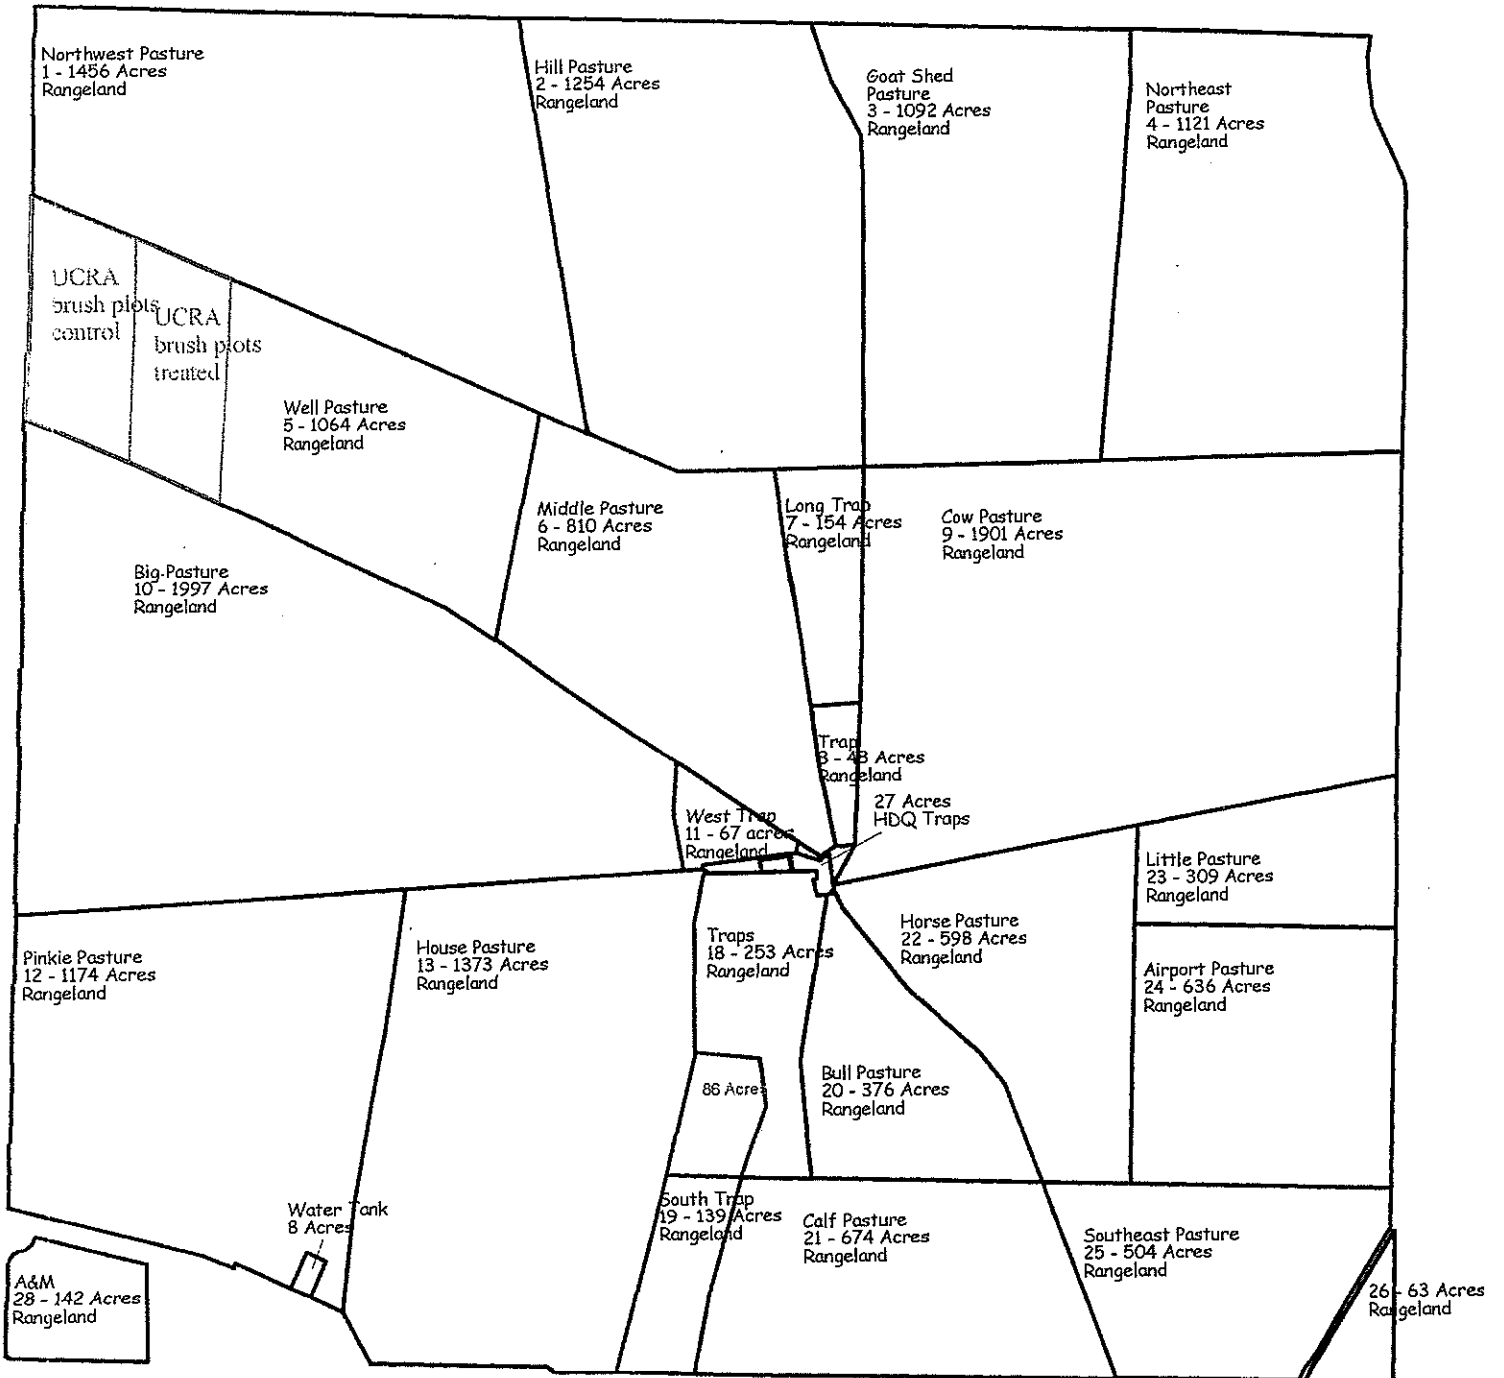 Northwest Pasture
1 - 1456 Acres
Rangeland
Hill Pasture
2 - 1254 Acres
Rangeland
Goat Shed
Pasture
3 - 1092 Acres
Rangeland
Northeast
Pasture
4 - 1121 Acres
Rangeland
UCRA
brush plots
control
UCRA
brush plots
treated
Well Pasture
5 - 1064 Acres
Rangeland
Middle Pasture
6 - 810 Acres
Rangeland
Long Trap
7 - 154 Acres
Rangeland
Cow Pasture
9 - 1901 Acres
Rangeland
Big Pasture
10 - 1997 Acres
Rangeland
Trap
8 - 48 Acres
Rangeland
27 Acres
HDQ Traps
West Trap
11 - 67 acres
Rangeland
Little Pasture
23 - 309 Acres
Rangeland
Pinkie Pasture
12 - 1174 Acres
Rangeland
House Pasture
13 - 1373 Acres
Rangeland
Traps
18 - 253 Acres
Rangeland
Horse Pasture
22 - 598 Acres
Rangeland
Airport Pasture
24 - 636 Acres
Rangeland
86 Acres
Bull Pasture
20 - 376 Acres
Rangeland
Water Tank
8 Acres
South Trap
19 - 139 Acres
Rangeland
Calf Pasture
21 - 674 Acres
Rangeland
Southeast Pasture
25 - 504 Acres
Rangeland
A&M
28 - 142 Acres
Rangeland
26 - 63 Acres
Rangeland